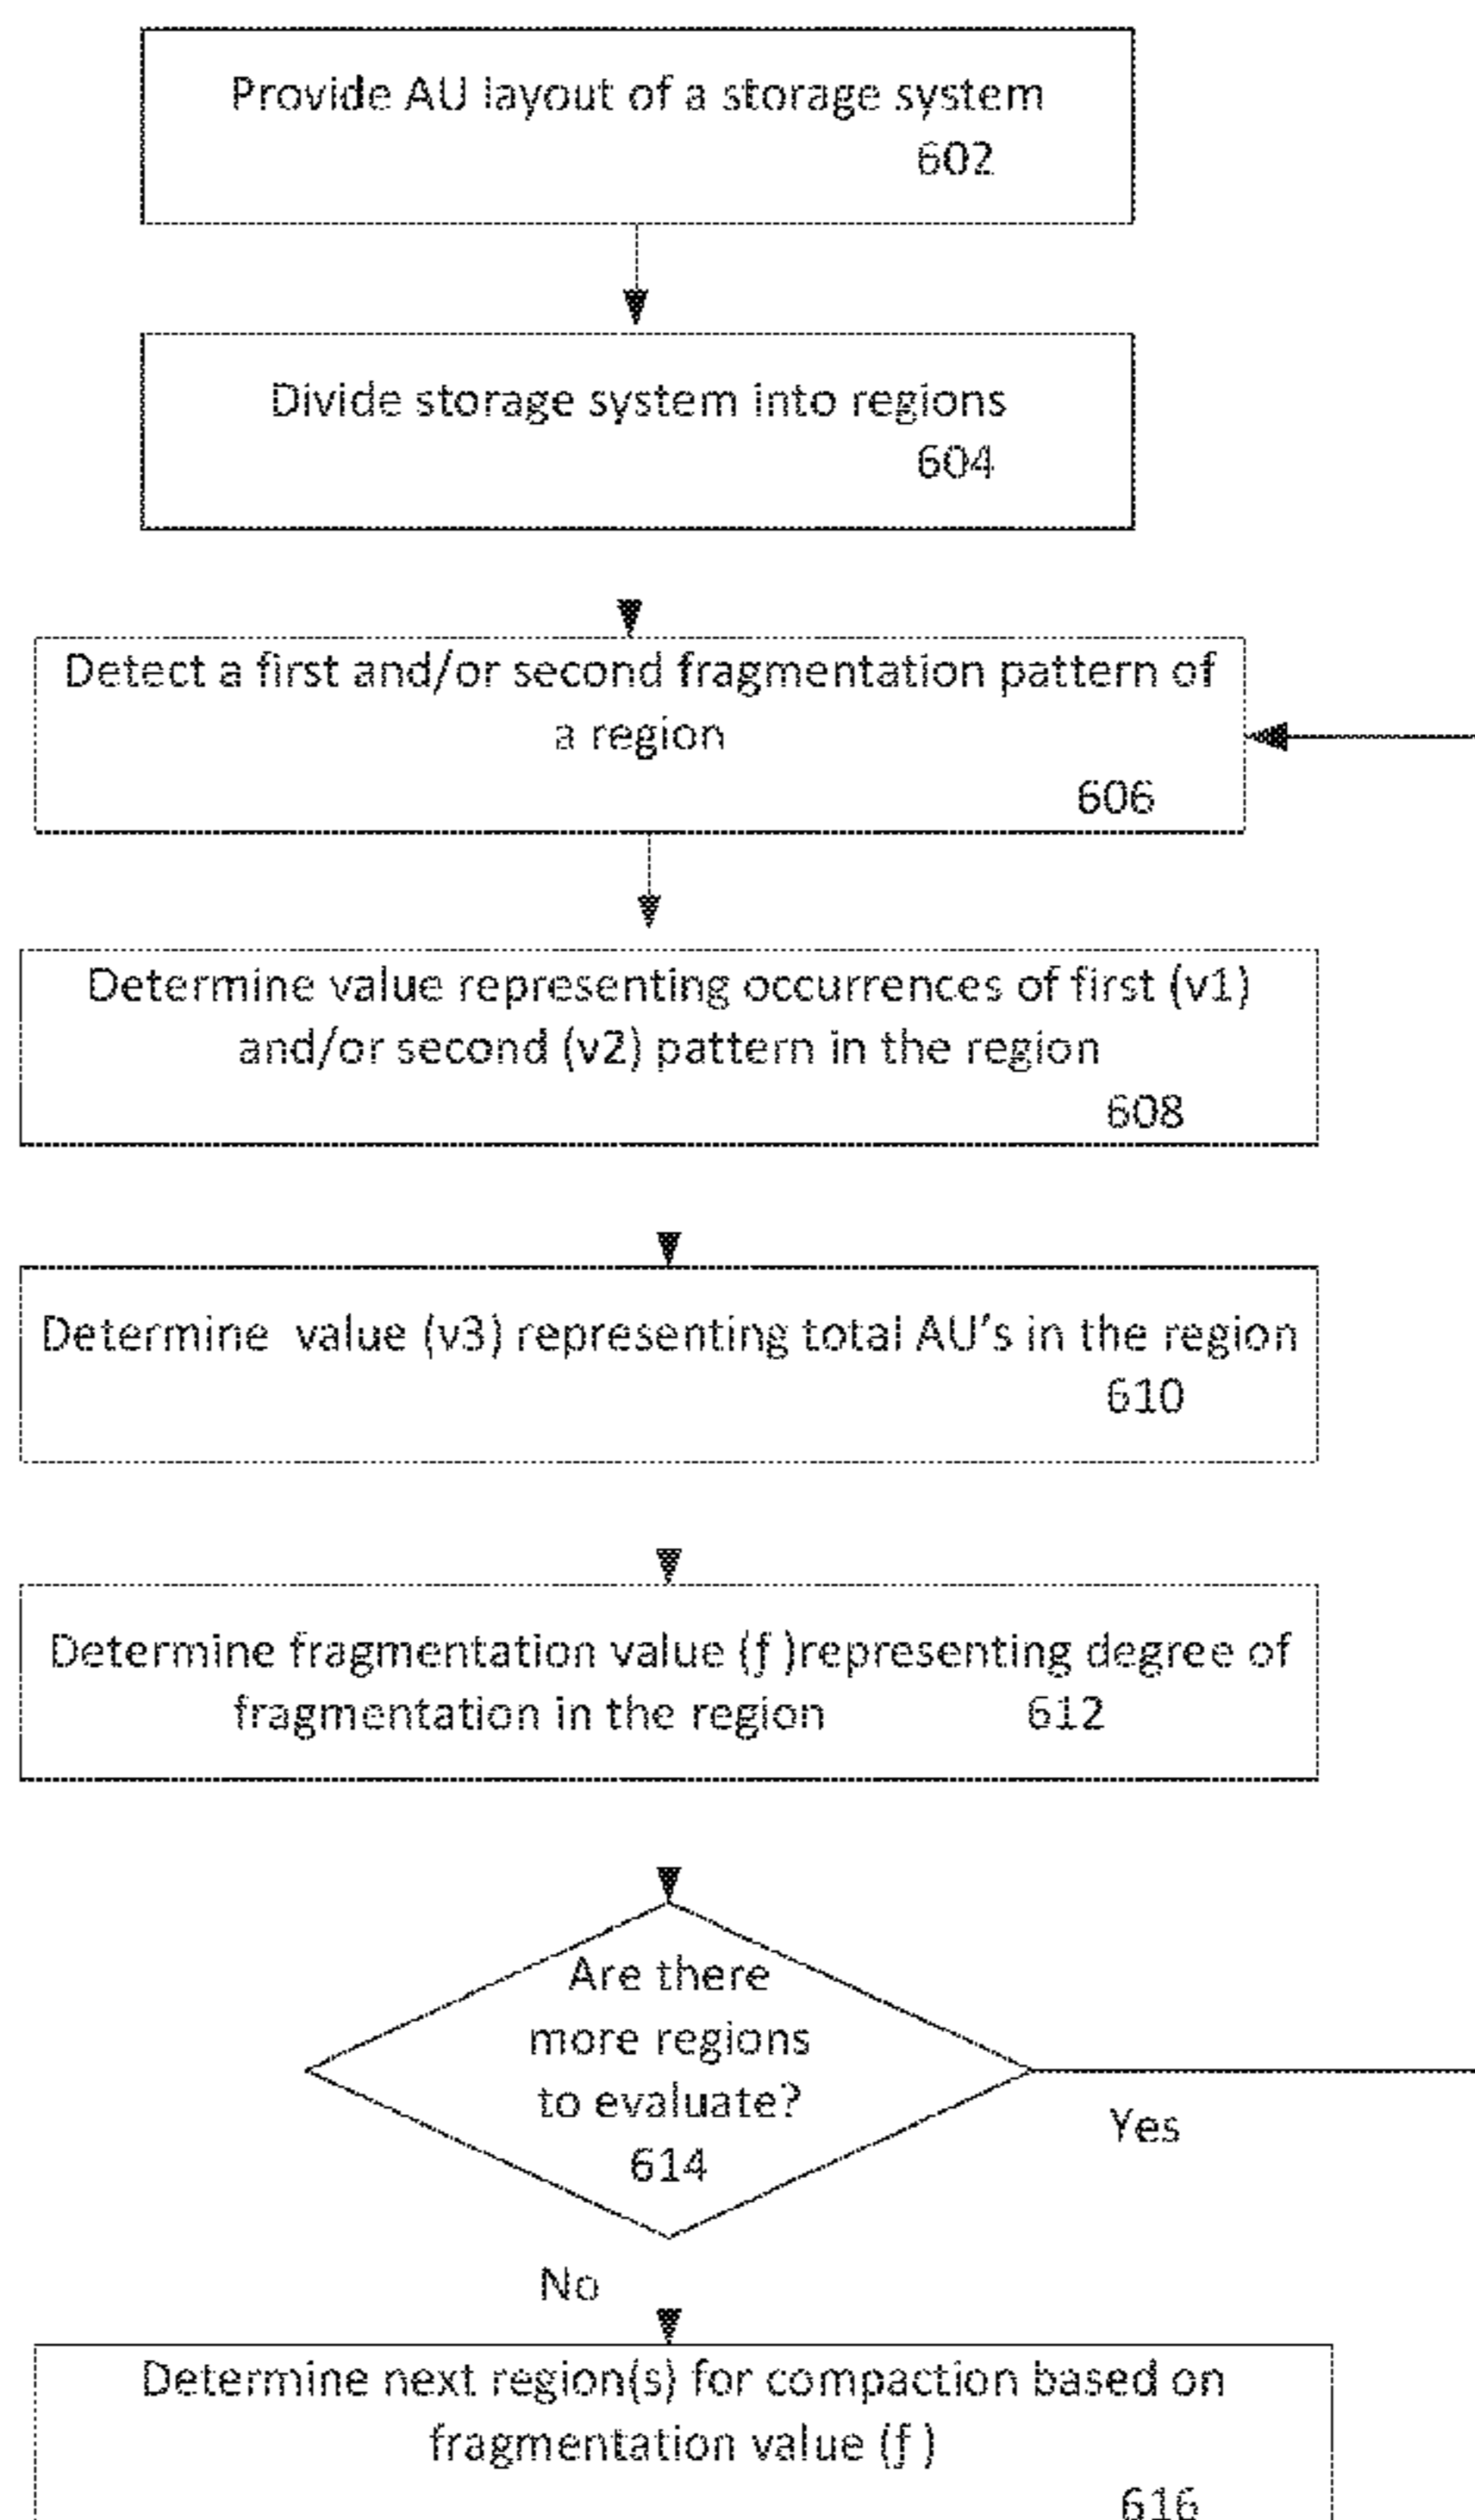 Provide AU layout of a storage system
602
Divide storage system into regions
604
Detect a first and/or second fragmentation pattern of
a region
606
Determine value representing occurrences of first (v1)
and/or second (v2) pattern in the region
608
Determine  value (v3) representing total AU's in the region
610
Determine fragmentation value (f )representing degree of
fragmentation in the region 612
Are there
more regions
to evaluate?
614
Yes
No
Determine next region(s) for compaction based on
fragmentation value (f )
616